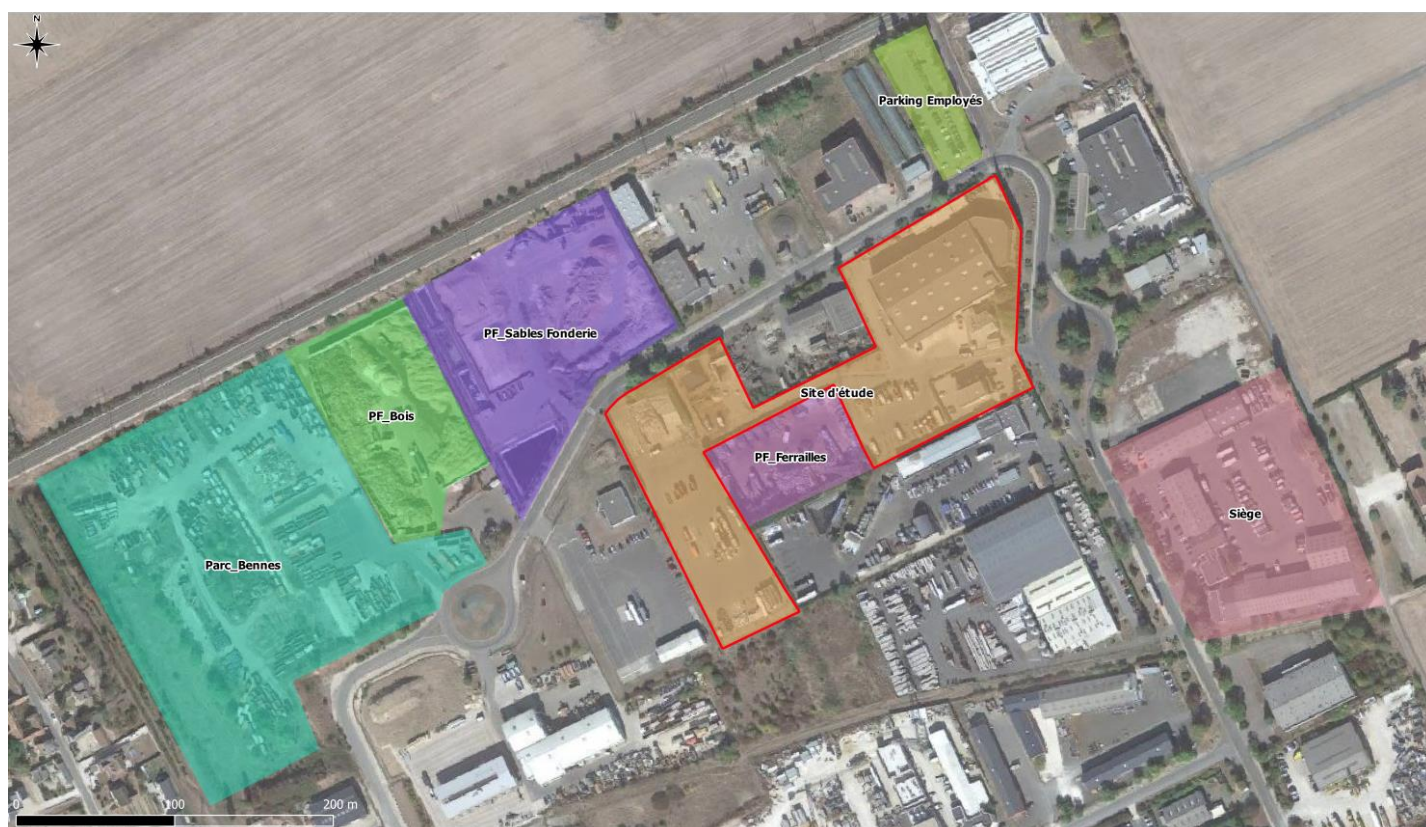 N
Parking Employés
PF_Sables Fonderie
Site d'étude
PF_Bois
PF_Ferrailles
Siège
Parc_Bennes
0 100 200 m